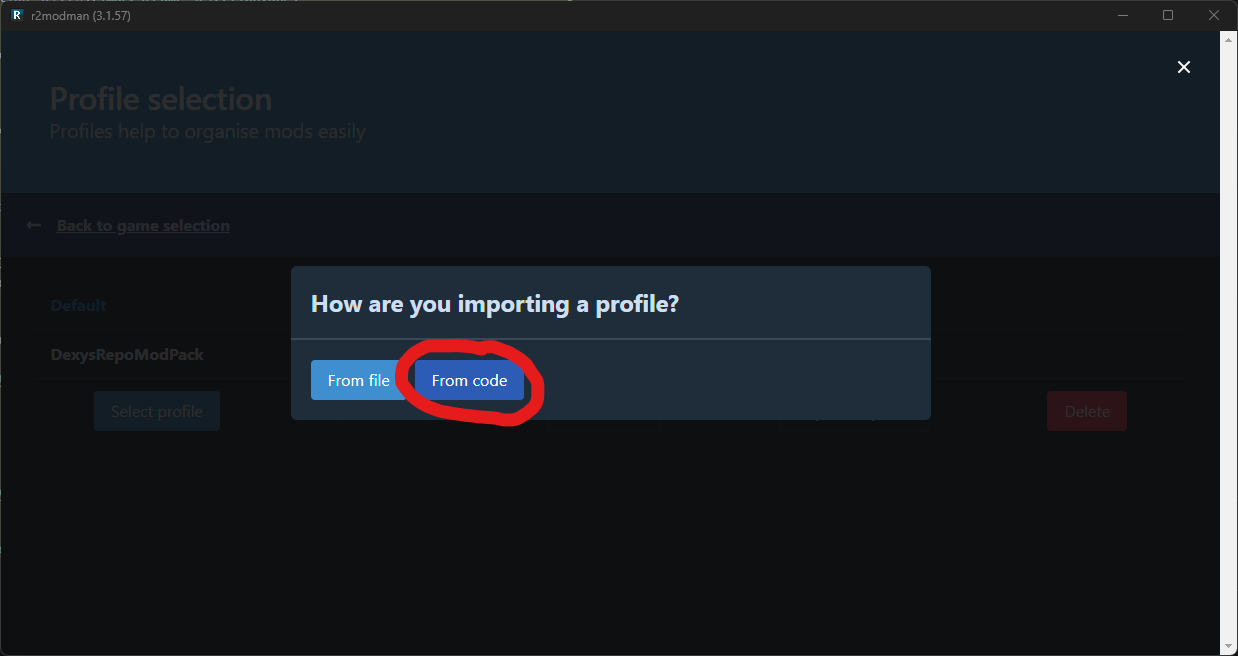 R r2modman (3.1.57)
Profile selection
Profiles help to organise mods easily
Back to game selection
Default
How are you importing a profile?
DexysRepoModPack
From file From code
Select profile
Delete